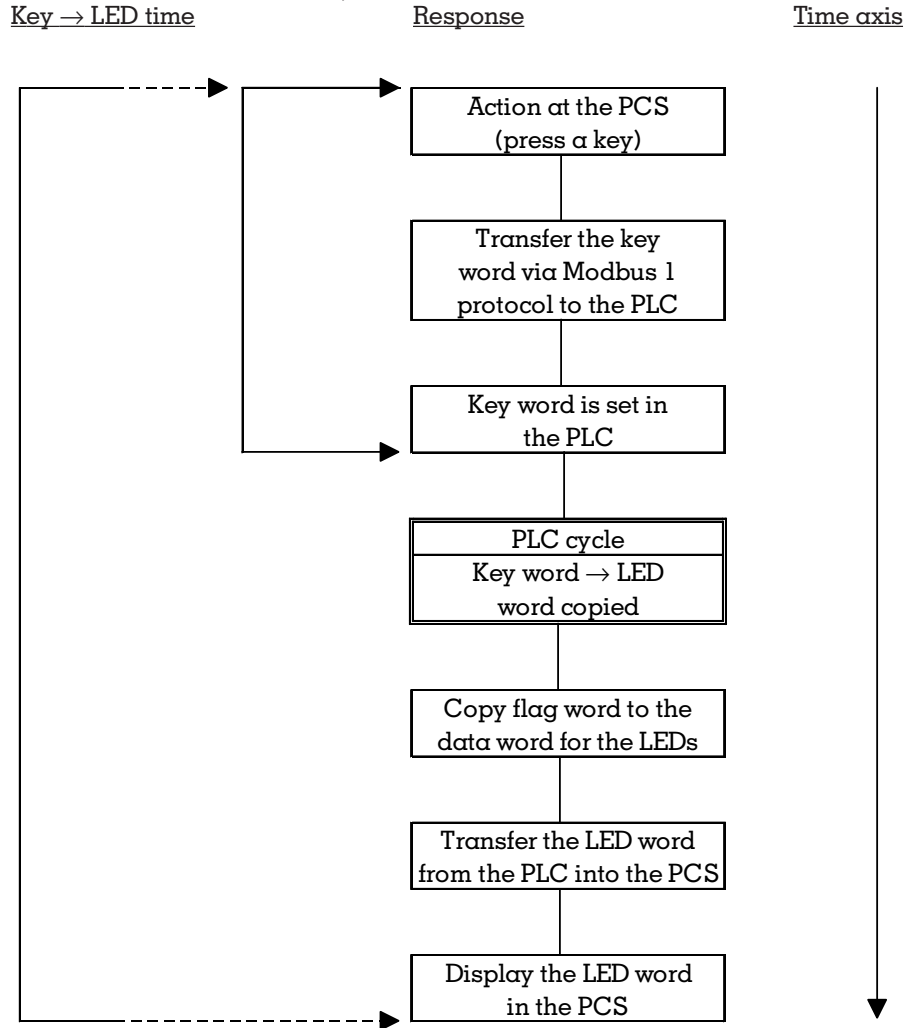 Key → LED time
Response
Time axis
Action at the PCS
(press a key)
Transfer the key
word via Modbus 1
protocol to the PLC
Key word is set in
the PLC
PLC cycle
Key word → LED
word copied
Copy flag word to the
data word for the LEDs
Transfer the LED word
from the PLC into the PCS
Display the LED word
in the PCS